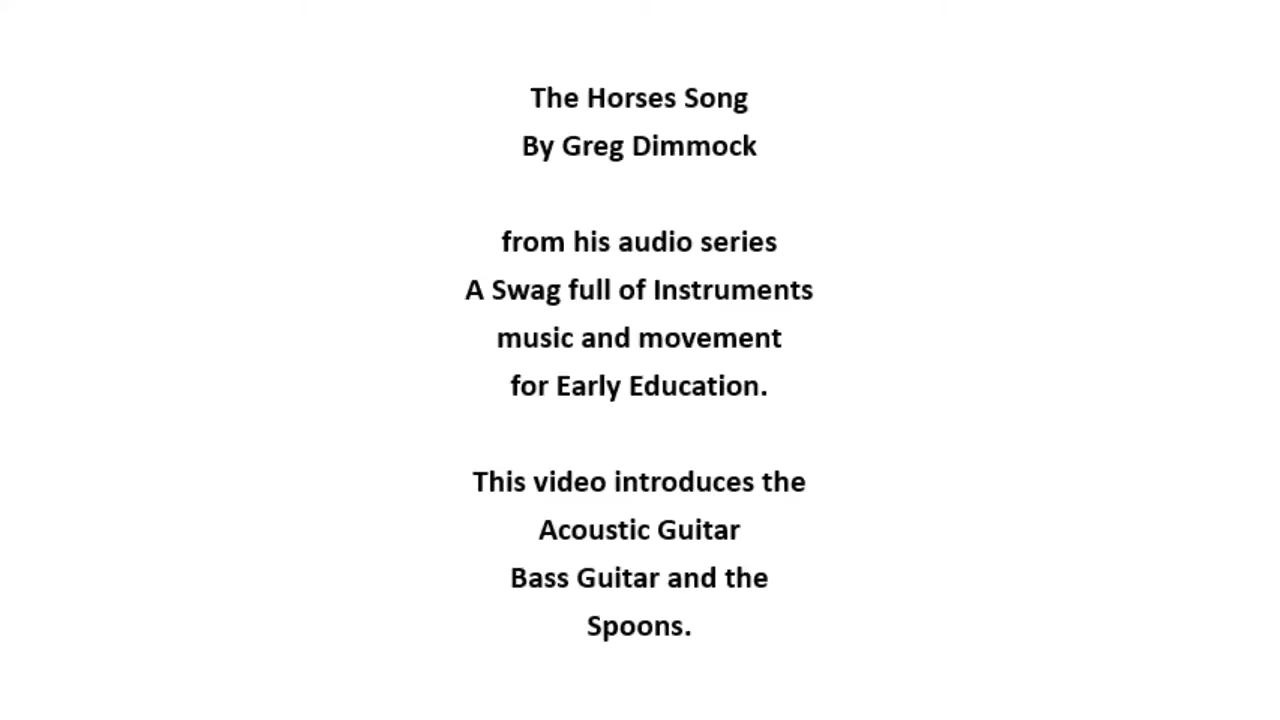 The Horses Song
By Greg Dimmock
from his audio series
A Swag full of Instruments
music and movement
for Early Education.
This video introduces the
Acoustic Guitar
Bass Guitar and the
Spoons.